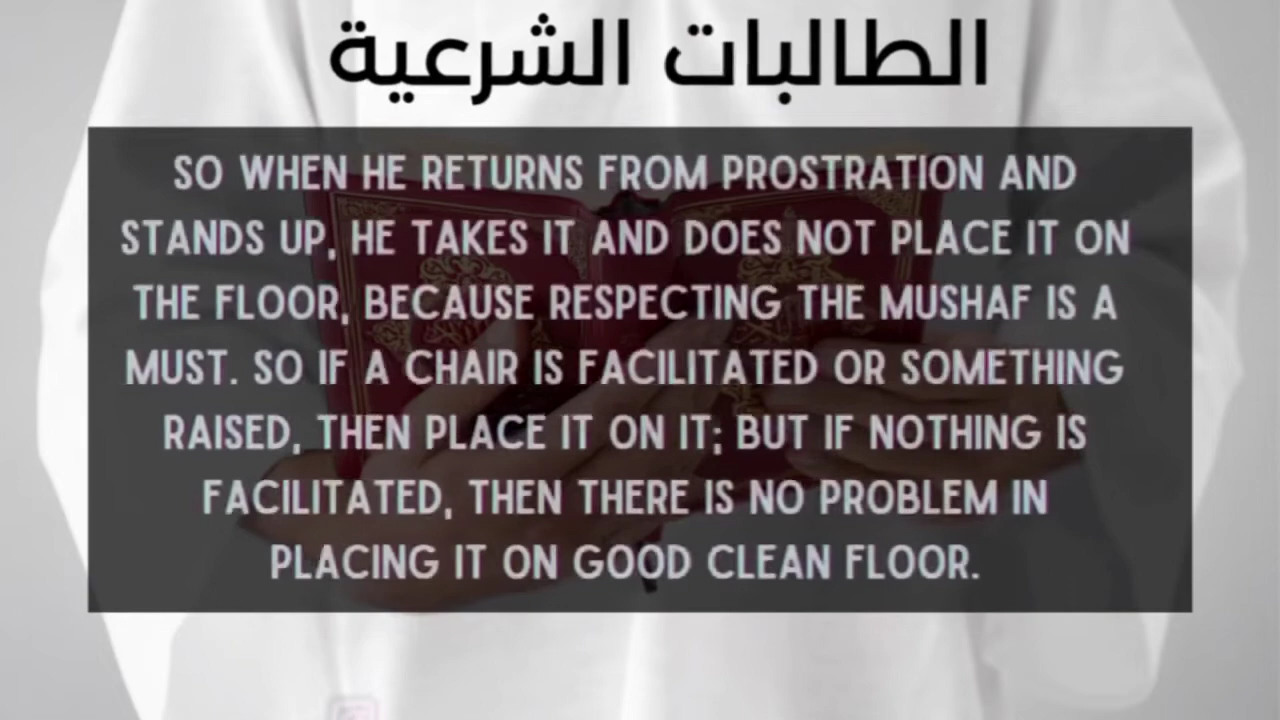 الطالبات الشرعية
SO WHEN HE RETURNS FROM PROSTRATION AND
STANDS UP, HE TAKES IT AND DOES NOT PLACE IT ON
THE FLOOR, BECAUSE RESPECTING THE MUSHAF IS A
MUST. SO IF A CHAIR IS FACILITATED OR SOMETHING
RAISED, THEN PLACE IT ON IT; BUT IF NOTHING IS
FACILITATED, THEN THERE IS NO PROBLEM IN
PLACING IT ON GOOD CLEAN FLOOR.